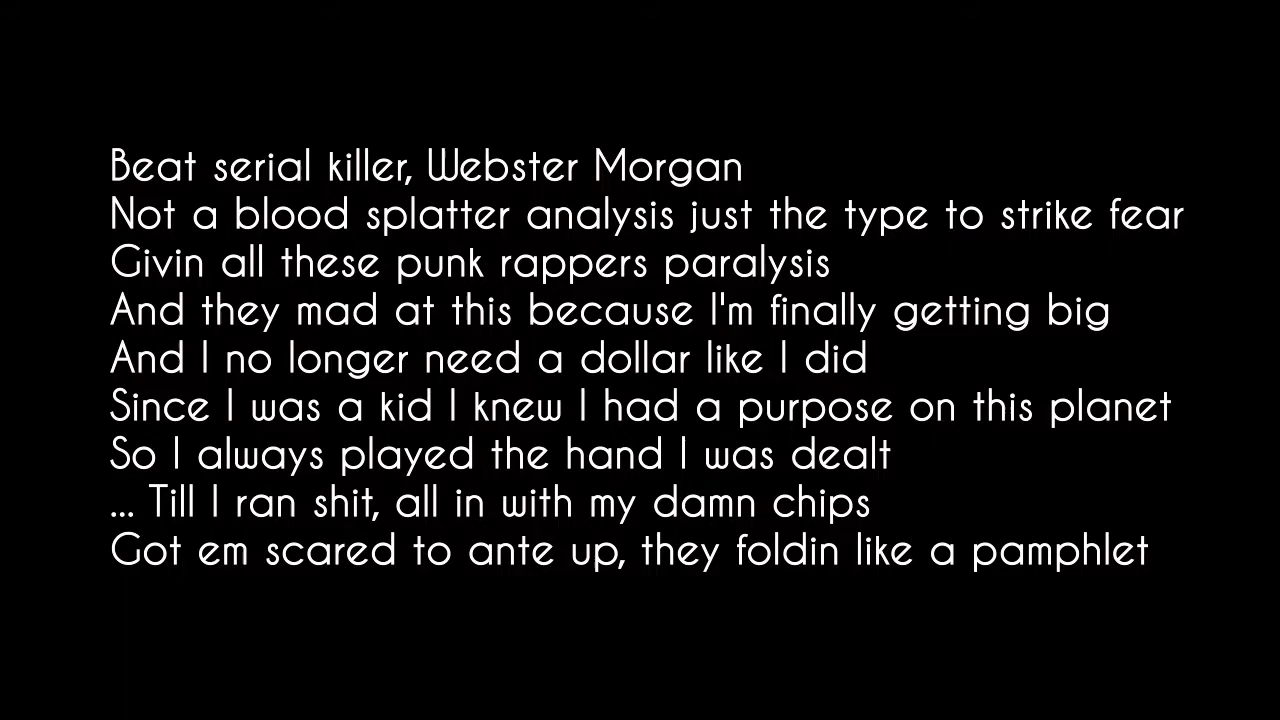 Beat serial killer, Webster Morgan
Not a blood splatter analysis just the type to strike fear
Givin all these punk rappers paralysis
And they mad at this because I'm finally getting big
And I no longer need a dollar like I did
Since I was a kid I knew I had a purpose on this planet
So I always played the hand I was dealt
... Till I ran shit, all in with my damn chips
Got em scared to ante up, they foldin like a pamphlet